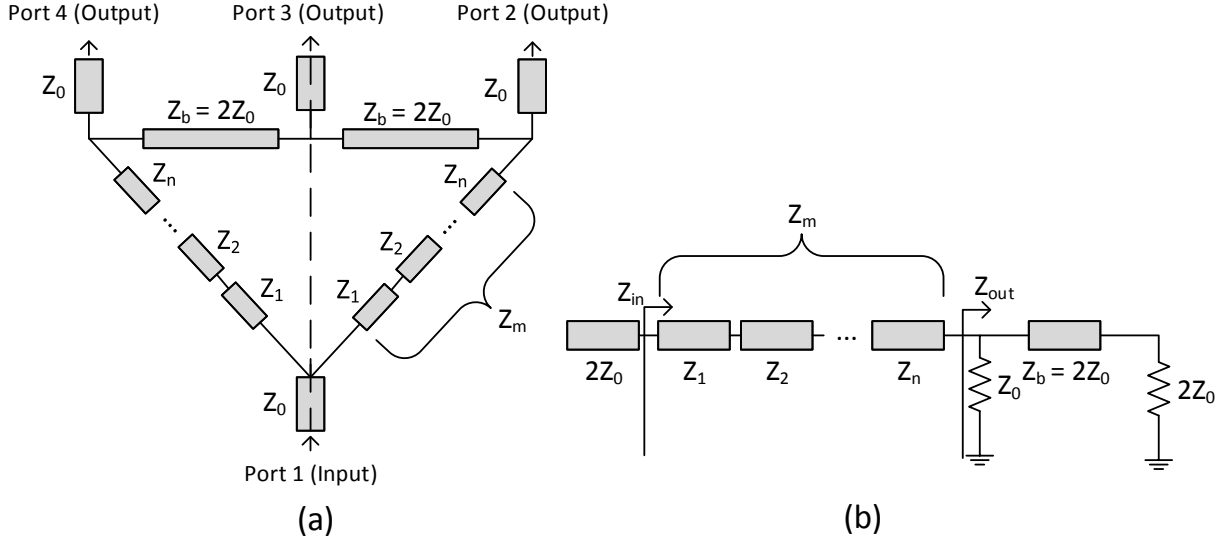 Port 4 (Output) Port 3 (Output) Port 2 (Output)
Z0 Z0 Z0
Zb = 2Z0 Zb = 2Z0
Zn Zn
...
...
Z2 Z2
Z1 Z1
Zm
Z0
Port 1 (Input)
(a)
Zm
Zin Zout
...
2Z0 Z1 Z2 Zn Z0 Zb = 2Z0 2Z0
(b)